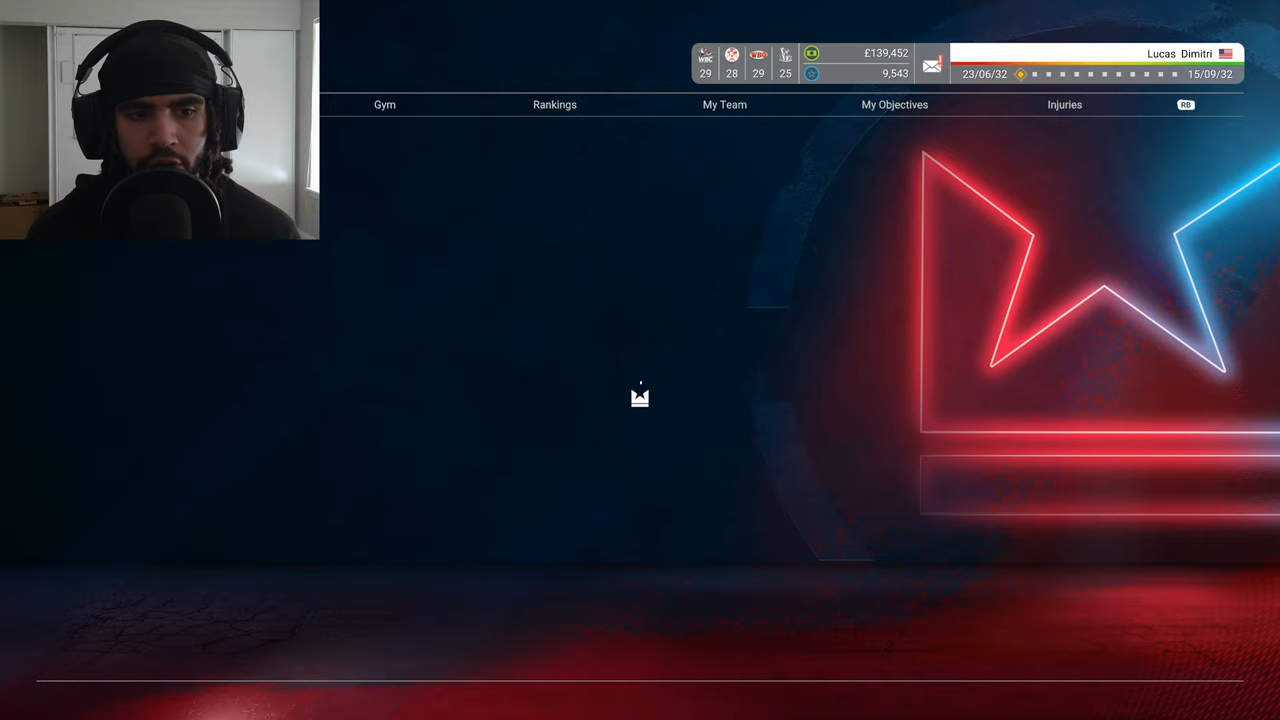 WBC
WBO
£139,452
Lucas Dimitri
29
28
29
25
9,543
23/06/32
15/09/32
Gym
Rankings
My Team
My Objectives
Injuries
RB